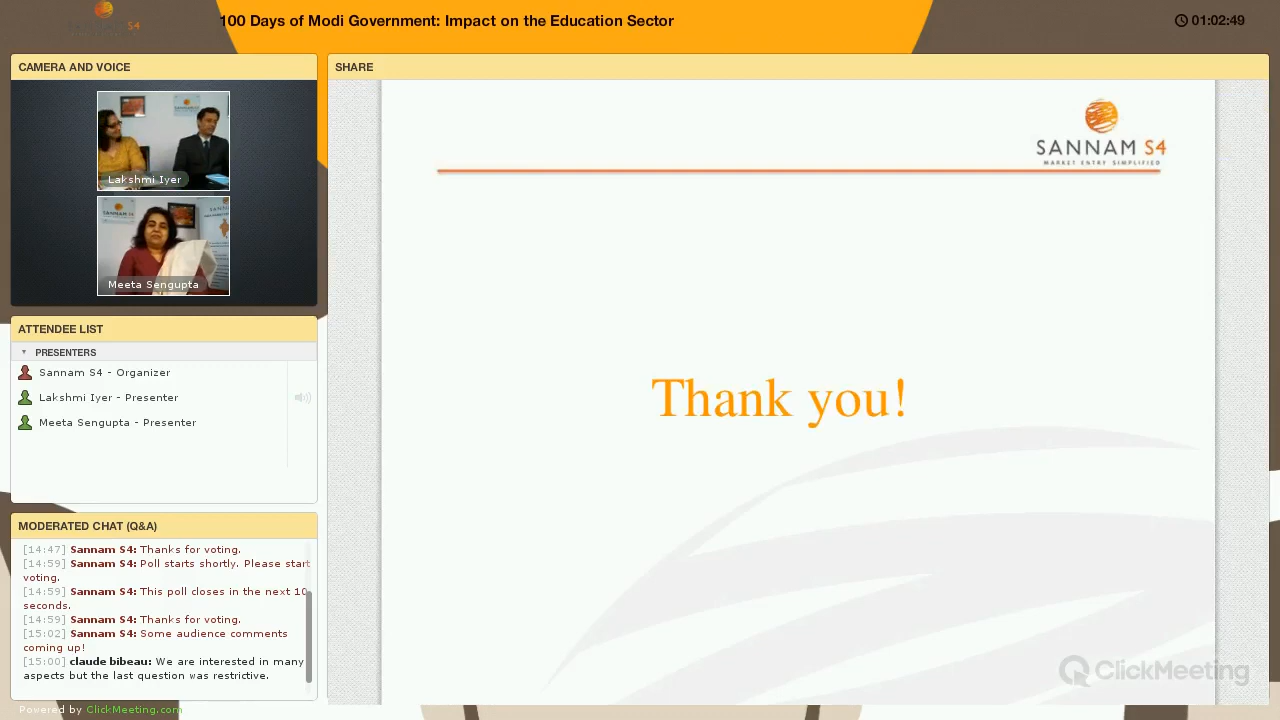 100 Days of Modi Government: Impact on the Education Sector
01:02:49
CAMERA AND VOICE
Lakshmi Iyer
Meeta Sengupta
ATTENDEE LIST
PRESENTERS
Sannam S4 - Organizer
Lakshmi Iyer - Presenter
Meeta Sengupta - Presenter
MODERATED CHAT (Q&A)
[14:47] Sannam S4: Thanks for voting.
[14:59] Sannam S4: Poll starts shortly. Please start
voting.
[14:59] Sannam S4: This poll closes in the next 10
seconds.
[14:59] Sannam S4: Thanks for voting.
[15:02] Sannam S4: Some audience comments
coming up!
[15:00] claude bibeau: We are interested in many
aspects but the last question was restrictive.
Powered by ClickMeeting.com
SHARE
SANNAM S4
MARKET ENTRY SIMPLIFIED
Thank you!
ClickMeeting